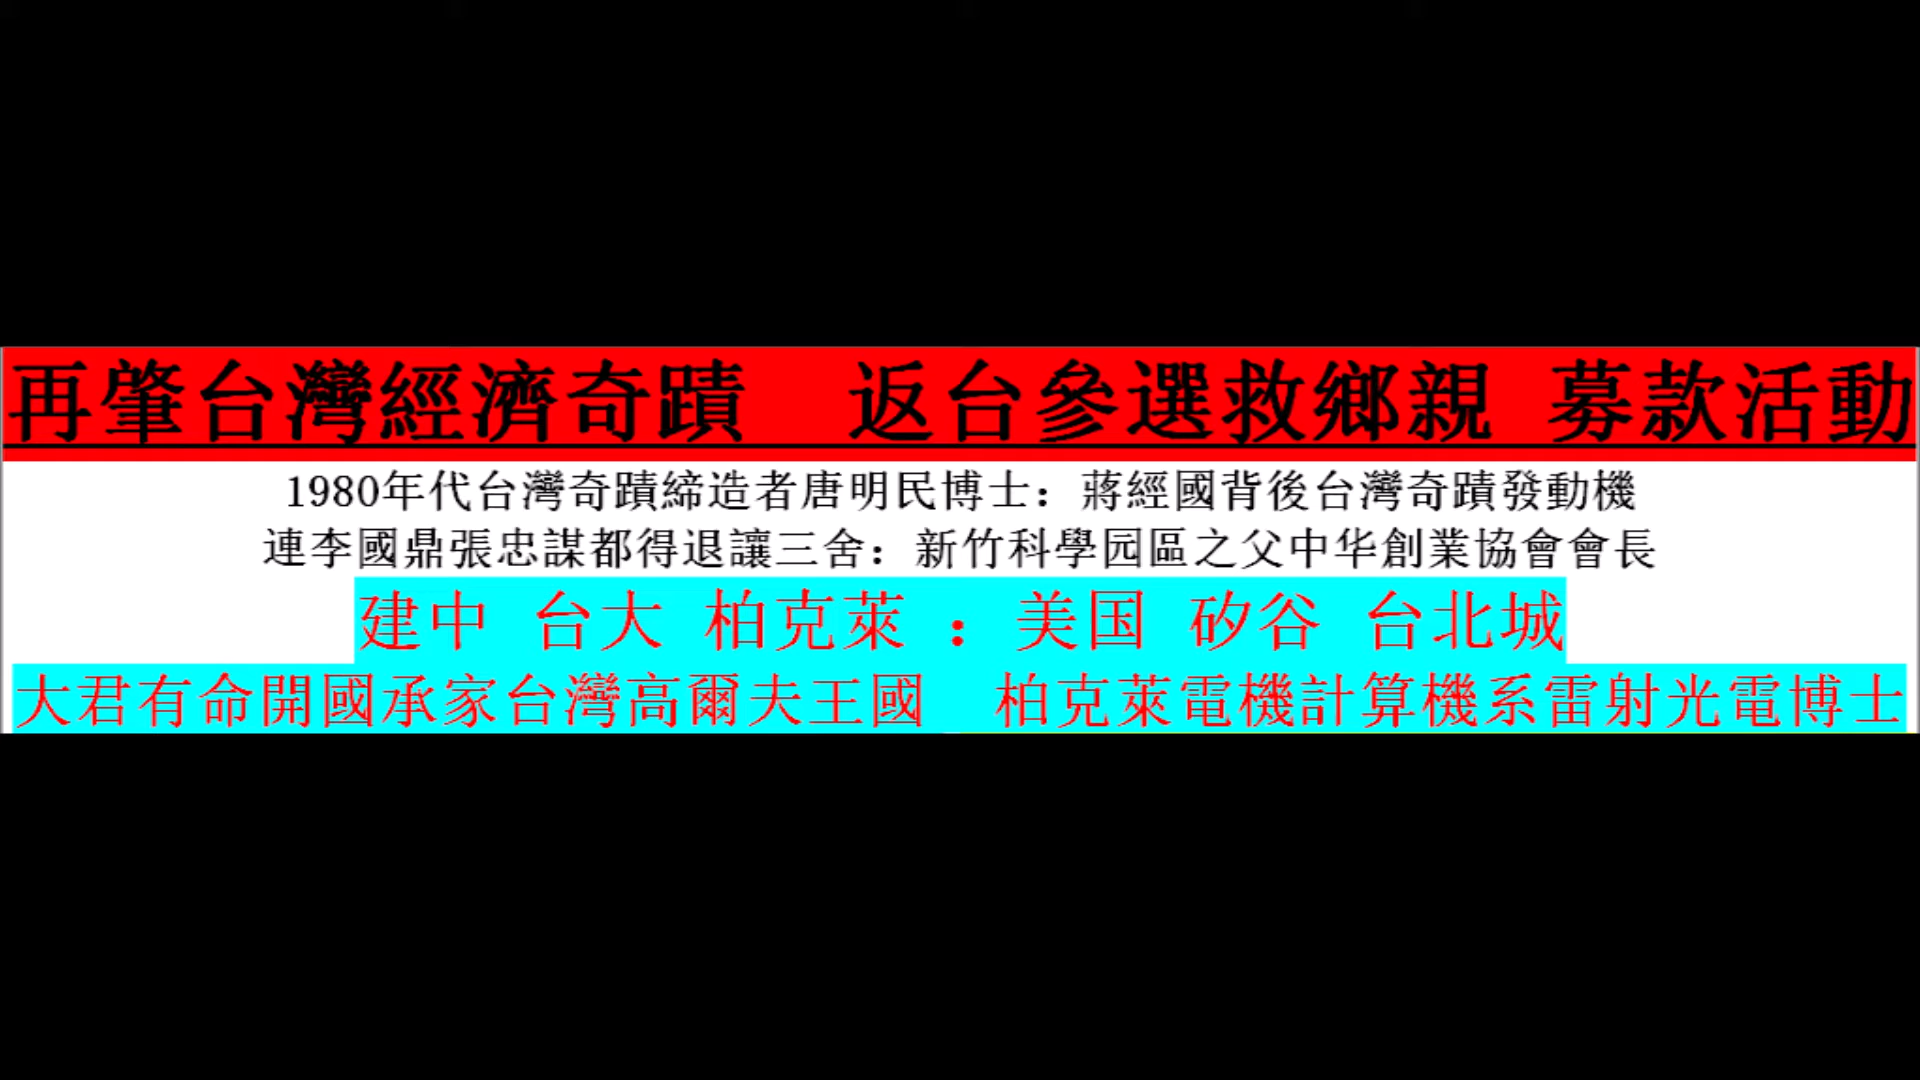 再肇台灣經濟奇蹟 返台參選救鄉親 募款活動
1980年代台灣奇蹟締造者唐明民博士：蔣經國背後台灣奇蹟發動機
連李國鼎張忠謀都得退讓三舍：新竹科學园區之父中华創業協會會長
建中 台大 柏克萊 ：美国 矽谷 台北城
大君有命開國承家台灣高爾夫王國 柏克萊電機計算機系雷射光電博士